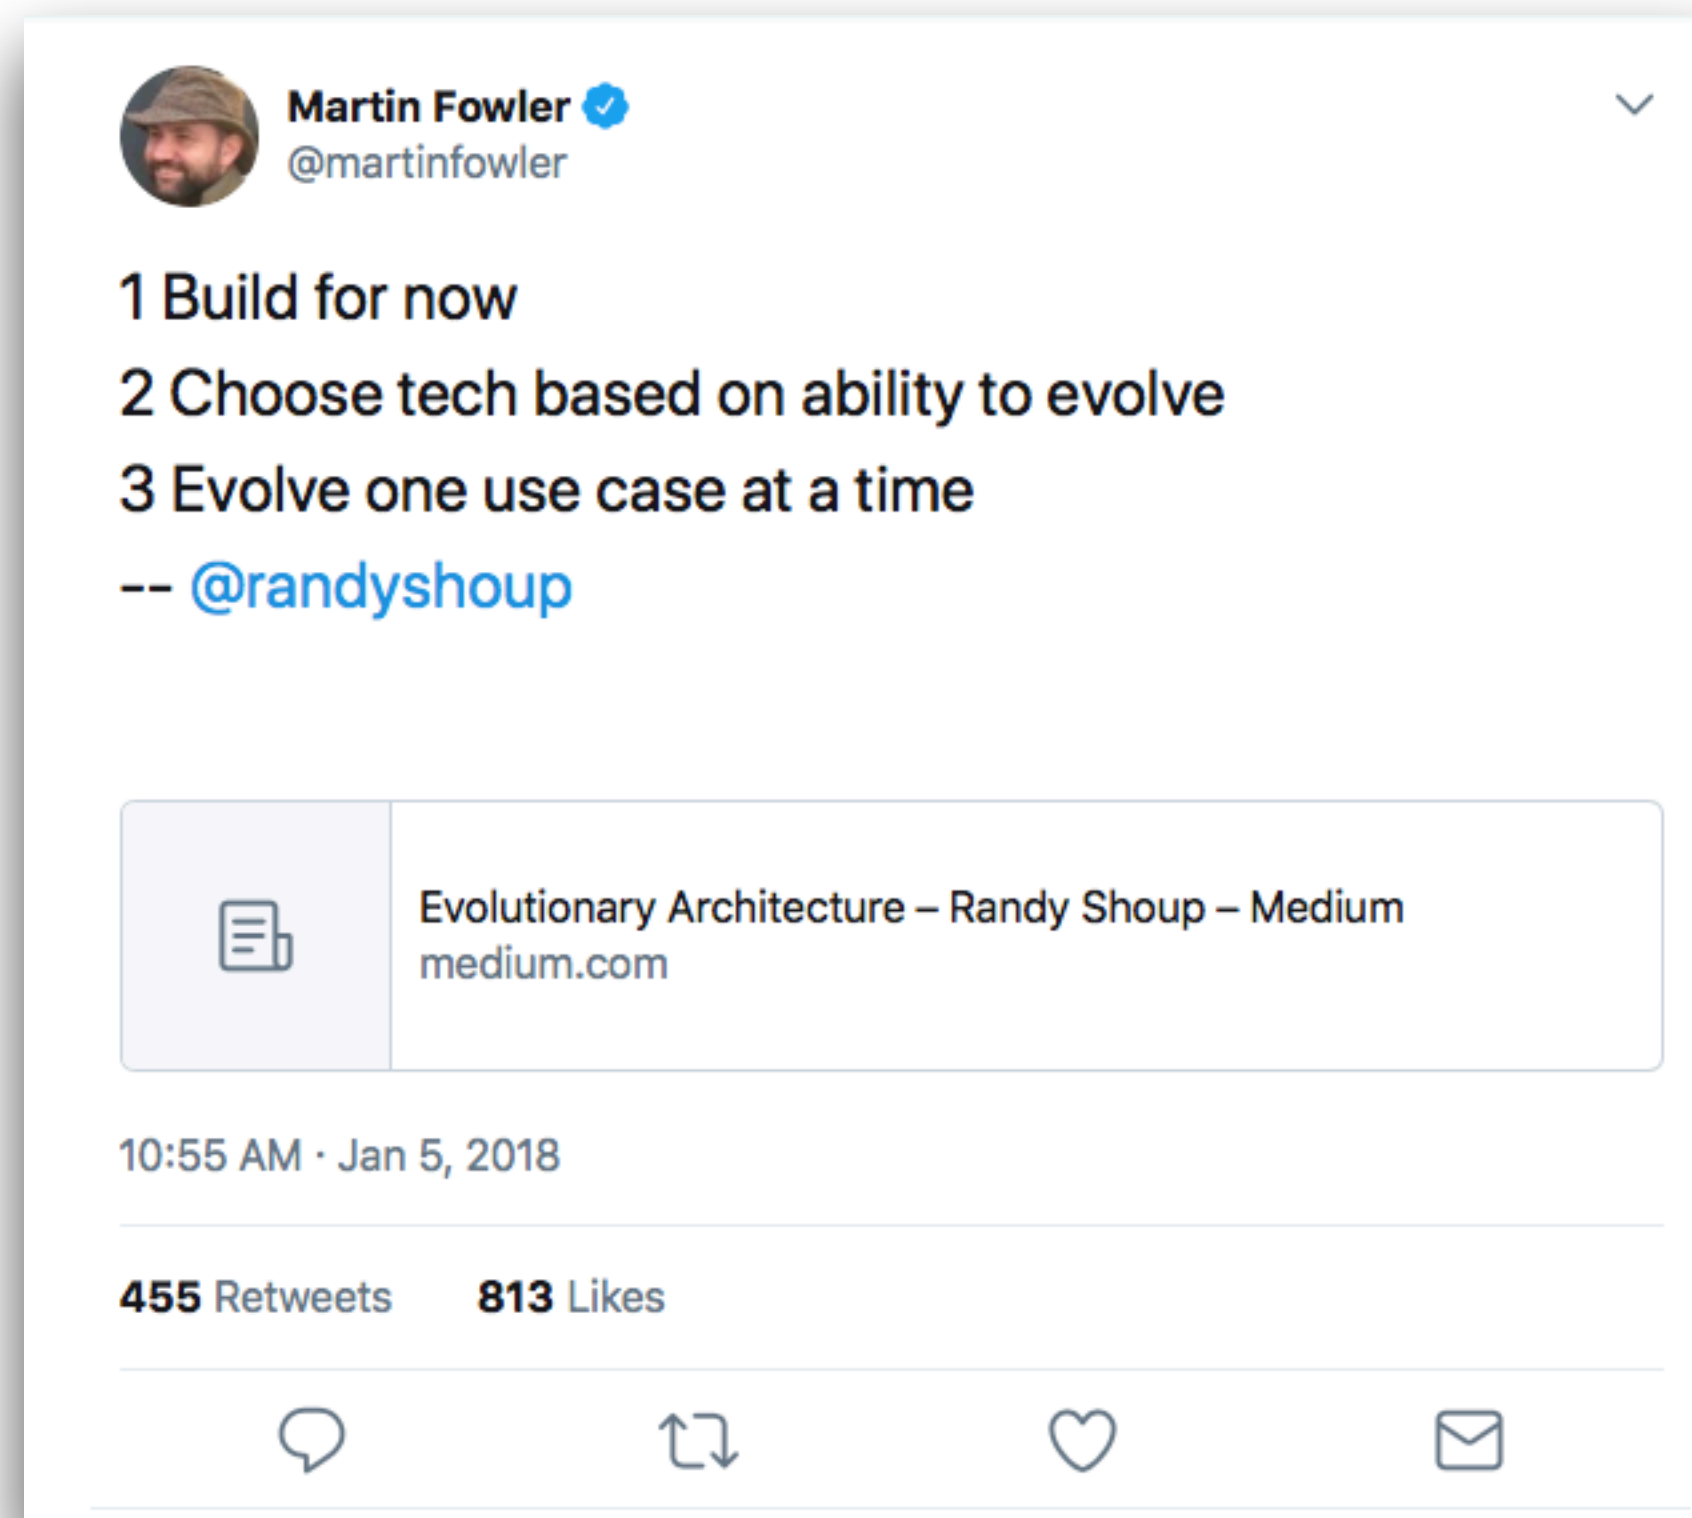 Martin Fowler
@martinfowler
1 Build for now
2 Choose tech based on ability to evolve
3 Evolve one use case at a time
-- @randyshoup
Evolutionary Architecture – Randy Shoup – Medium
medium.com
10:55 AM · Jan 5, 2018
455 Retweets 813 Likes